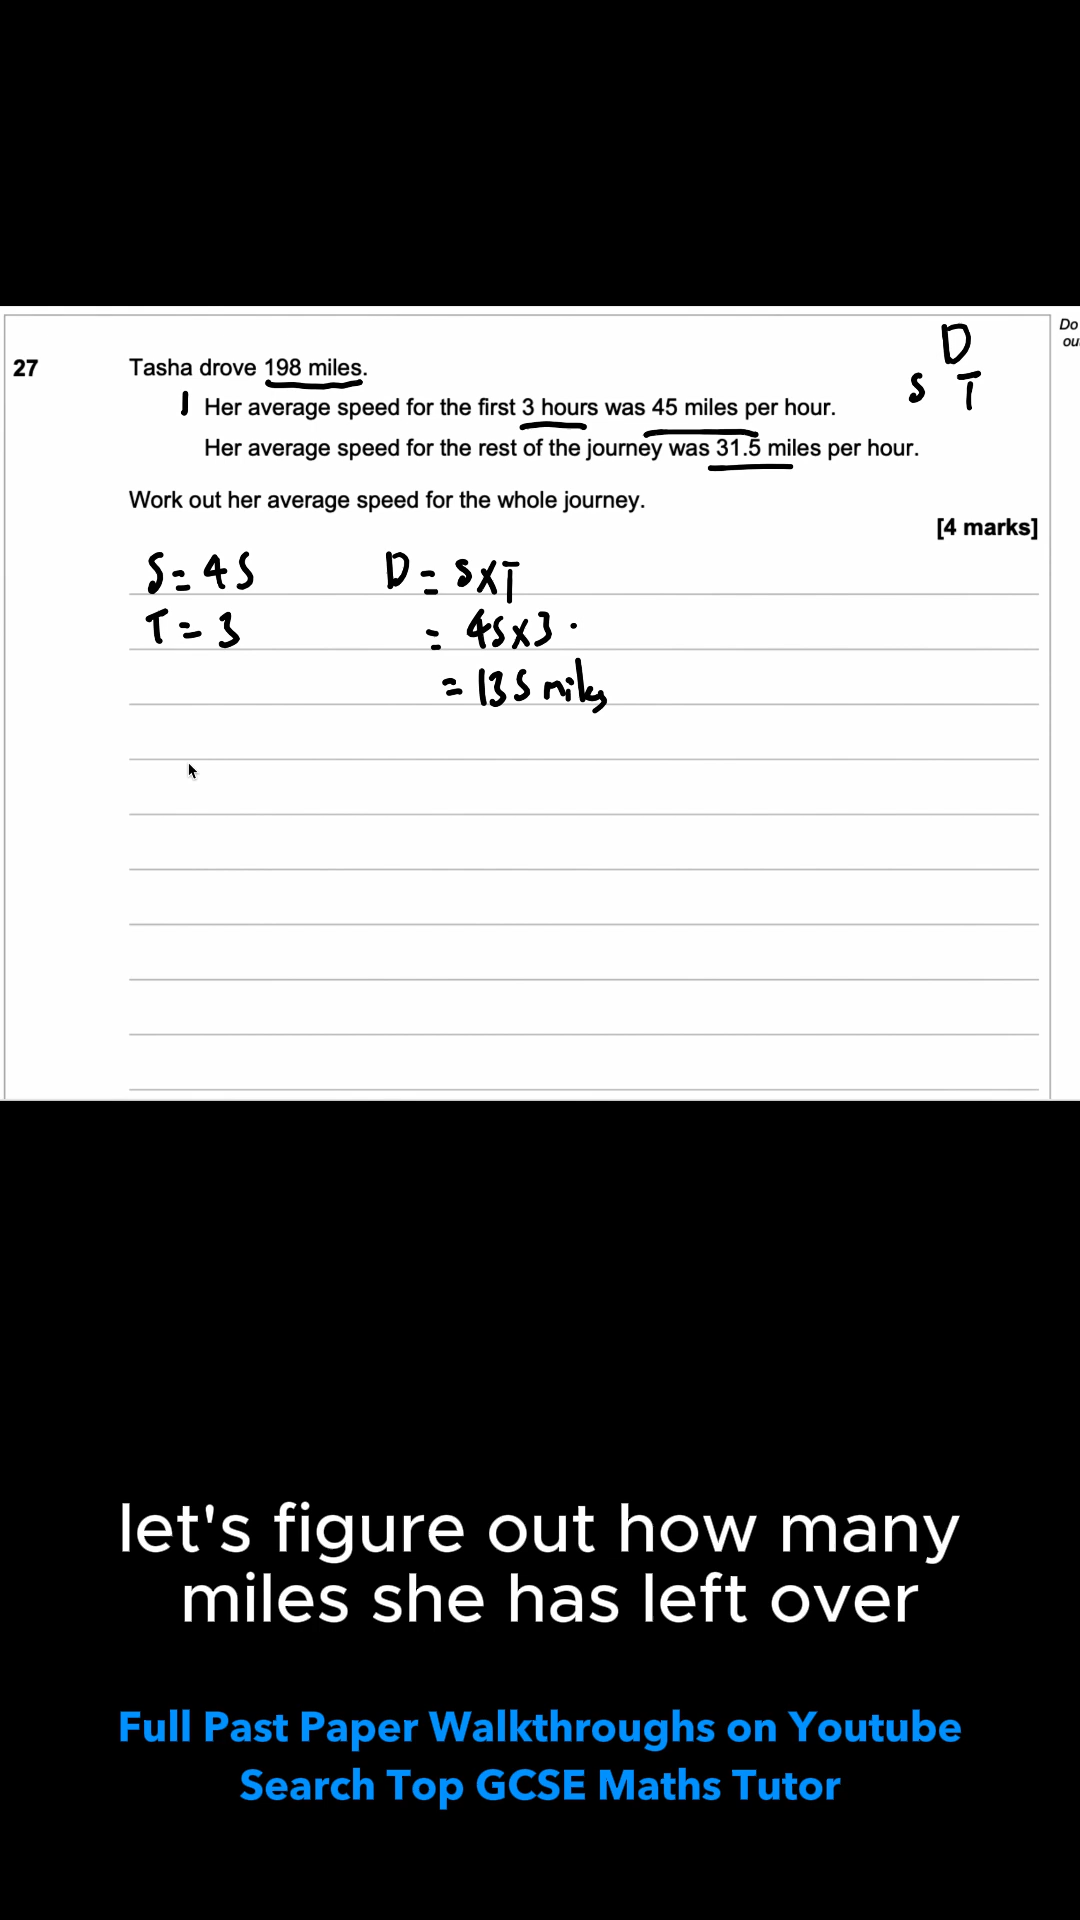 Do
ou
D
S T
27 Tasha drove 198 miles.
1 Her average speed for the first 3 hours was 45 miles per hour.
Her average speed for the rest of the journey was 31.5 miles per hour.
Work out her average speed for the whole journey.
[4 marks]
S = 45 D = S x T
T = 3 = 45 x 3
= 135 miles
let's figure out how many
miles she has left over
Full Past Paper Walkthroughs on Youtube
Search Top GCSE Maths Tutor